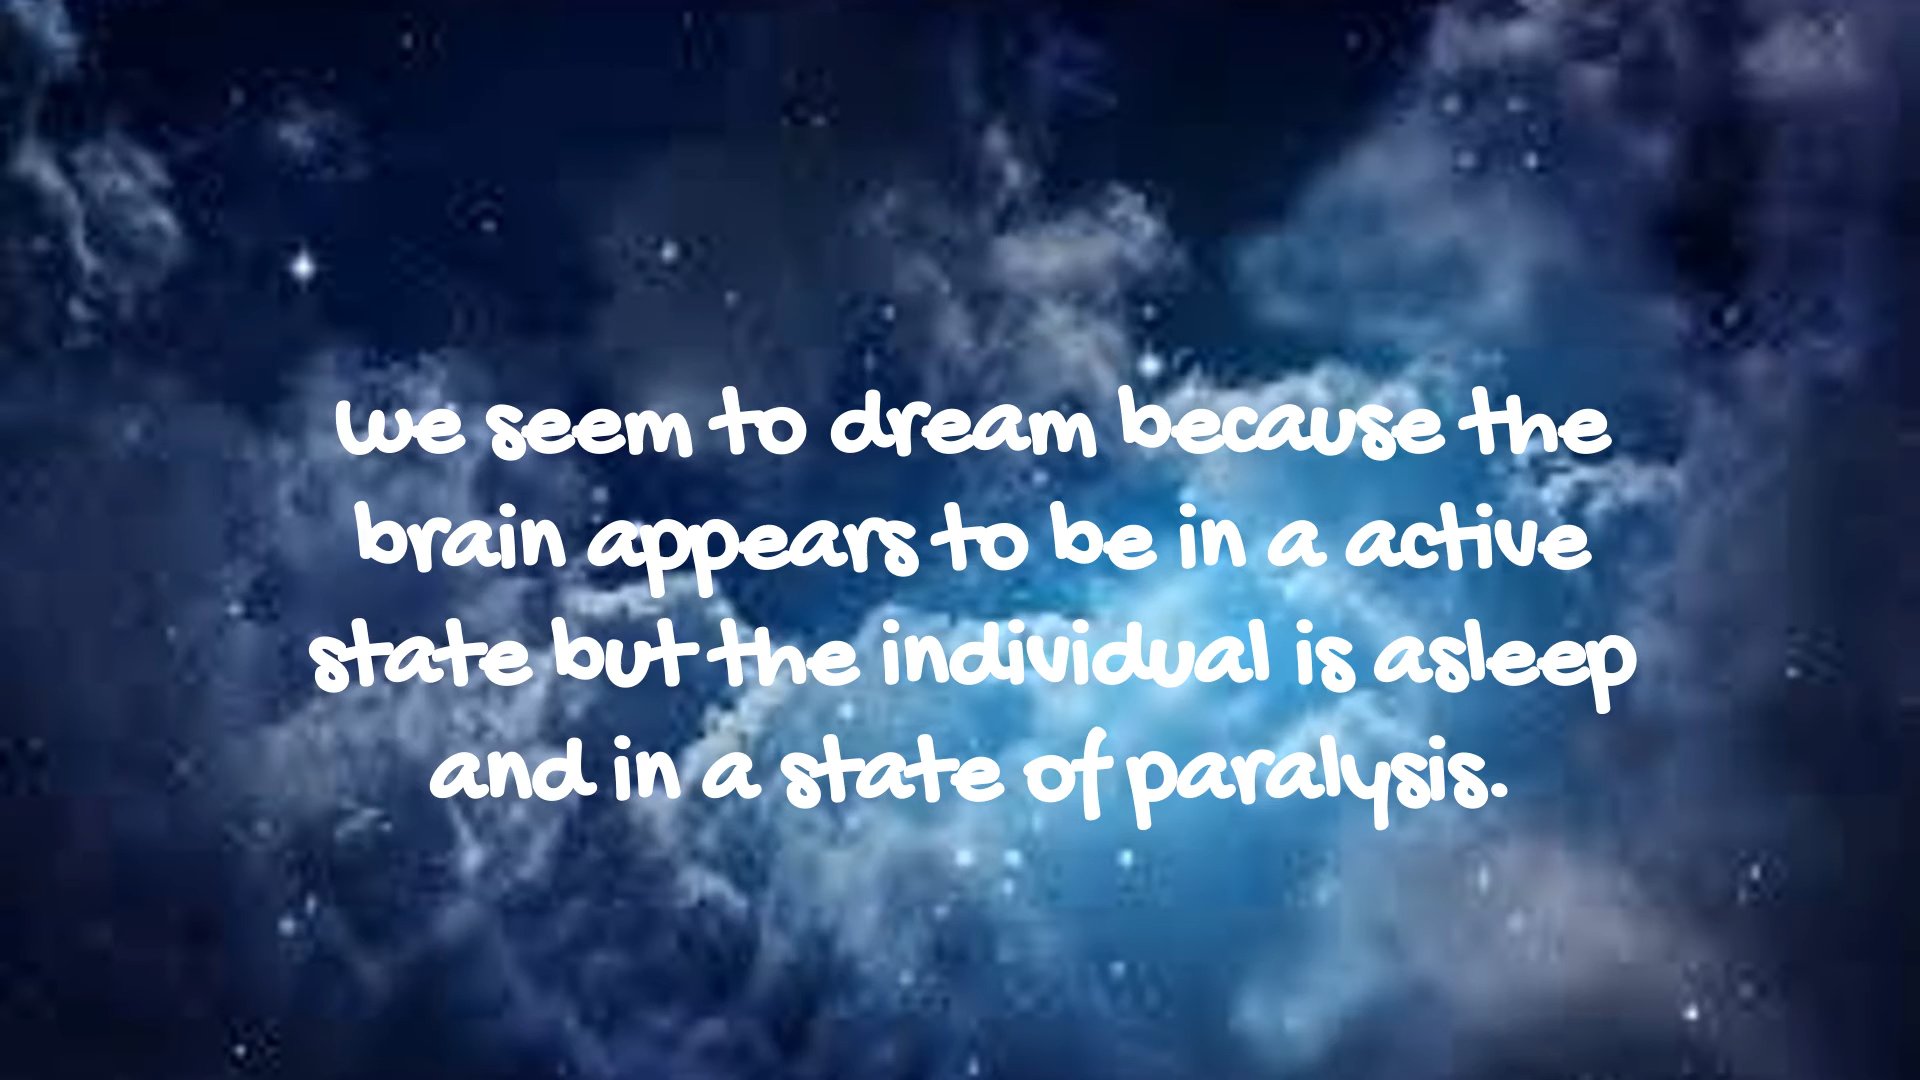 we seem to dream because the
brain appears to be in a active
state but the individual is asleep
and in a state of paralysis.